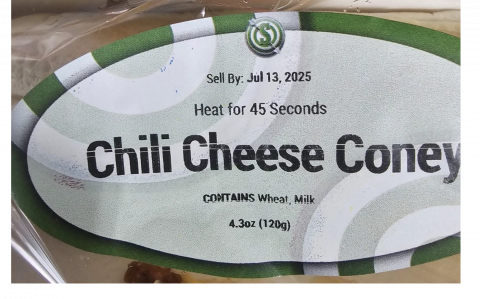 Sell By: Jul 13, 2025
Heat for 45 Seconds
Chili Cheese Coney
CONTAINS Wheat, Milk
4.3oz (120g)